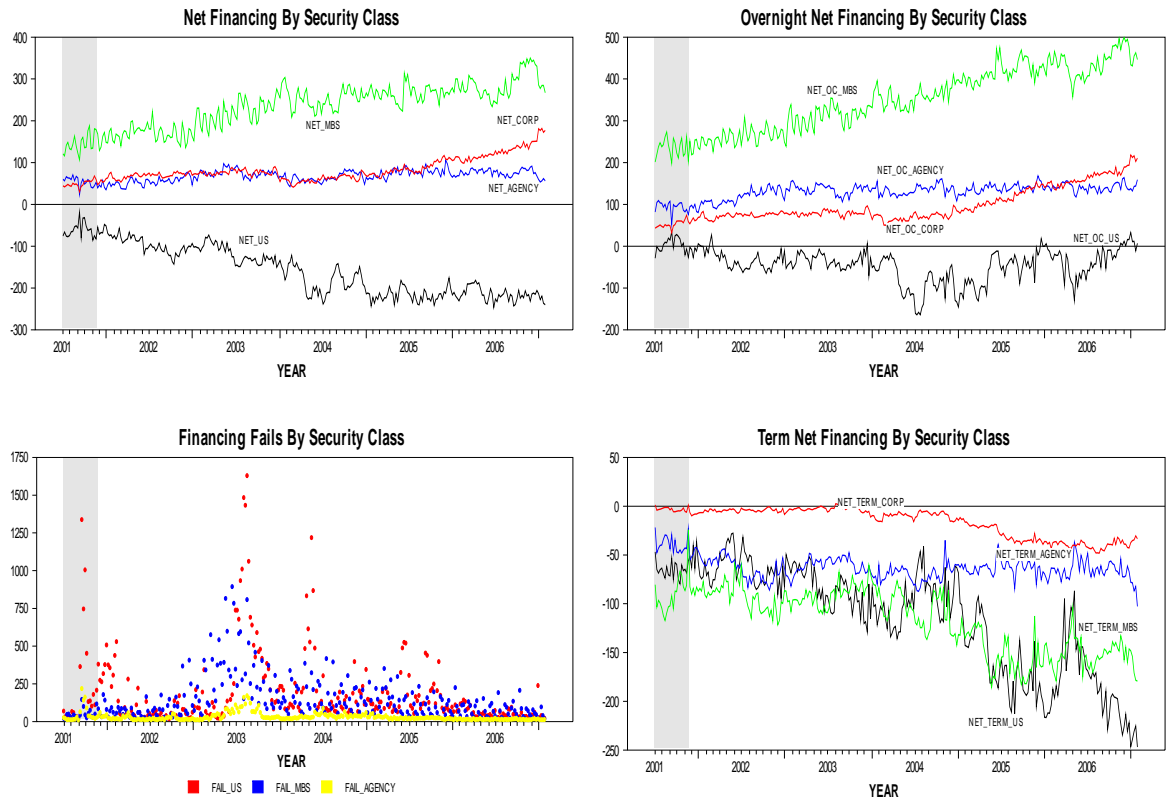 Net Financing By Security Class
400
300
200
100
0
-100
-200
-300
NET_MBS
NET_CORP
NET_AGENCY
NET_US
2001 2002 2003 2004 2005 2006
YEAR
Overnight Net Financing By Security Class
500
400
300
200
100
0
-100
-200
NET_OC_MBS
NET_OC_AGENCY
NET_OC_CORP
NET_OC_US
2001 2002 2003 2004 2005 2006
YEAR
Financing Fails By Security Class
1750
1500
1250
1000
750
500
250
0
2001 2002 2003 2004 2005 2006
YEAR
FAIL_US FAIL_MBS FAIL_AGENCY
Term Net Financing By Security Class
50
0
-50
-100
-150
-200
-250
NET_TERM_CORP
NET_TERM_AGENCY
NET_TERM_MBS
NET_TERM_US
2001 2002 2003 2004 2005 2006
YEAR